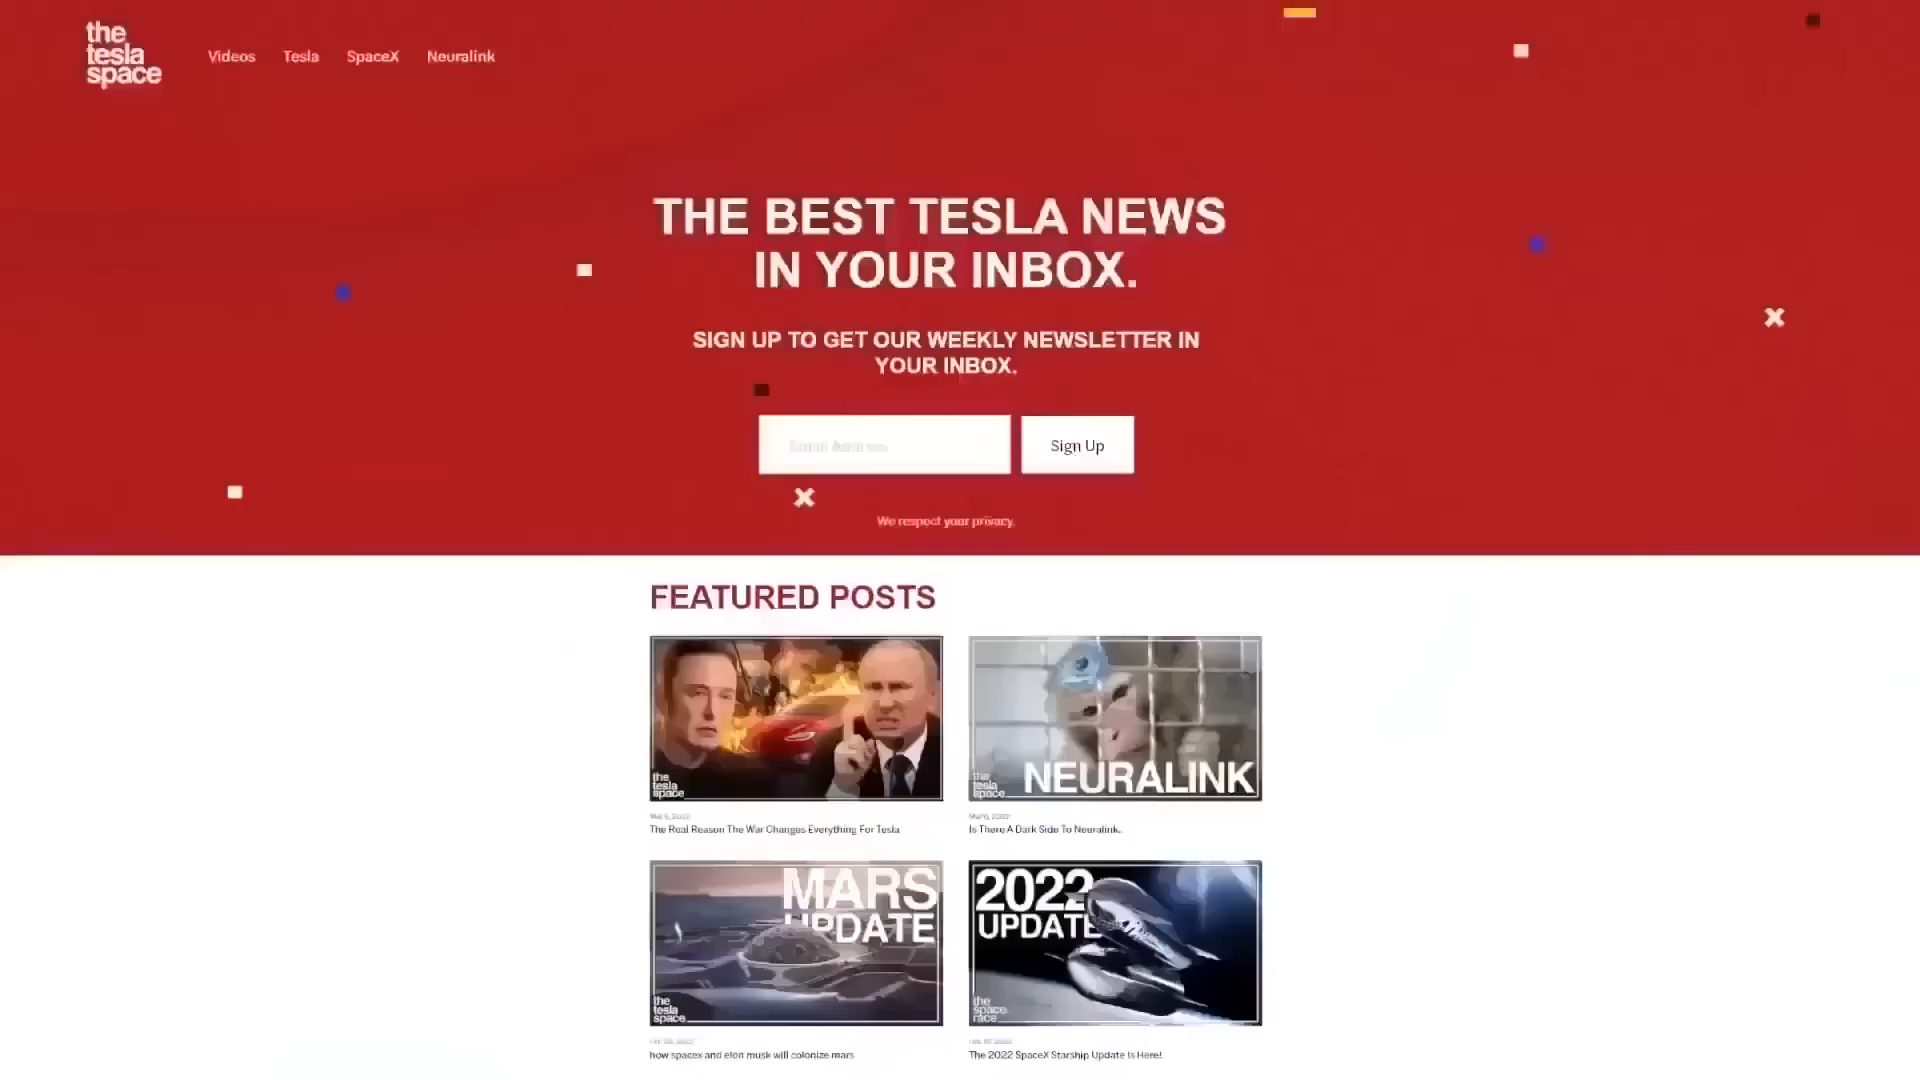 the
tesla
space
Videos Tesla SpaceX Neuralink
THE BEST TESLA NEWS
IN YOUR INBOX.
SIGN UP TO GET OUR WEEKLY NEWSLETTER IN
YOUR INBOX.
Sign Up
We respect your privacy.
FEATURED POSTS
the
tesla
space
NEURALINK
the
tesla
space
The Real Reason The War Changes Everything For Tesla
Is There A Dark Side To Neuralink.
MARS
UPDATE
the
tesla
space
2022
UPDATE
the
space
race
how spacex and elon musk will colonize mars
The 2022 SpaceX Starship Update Is Here!